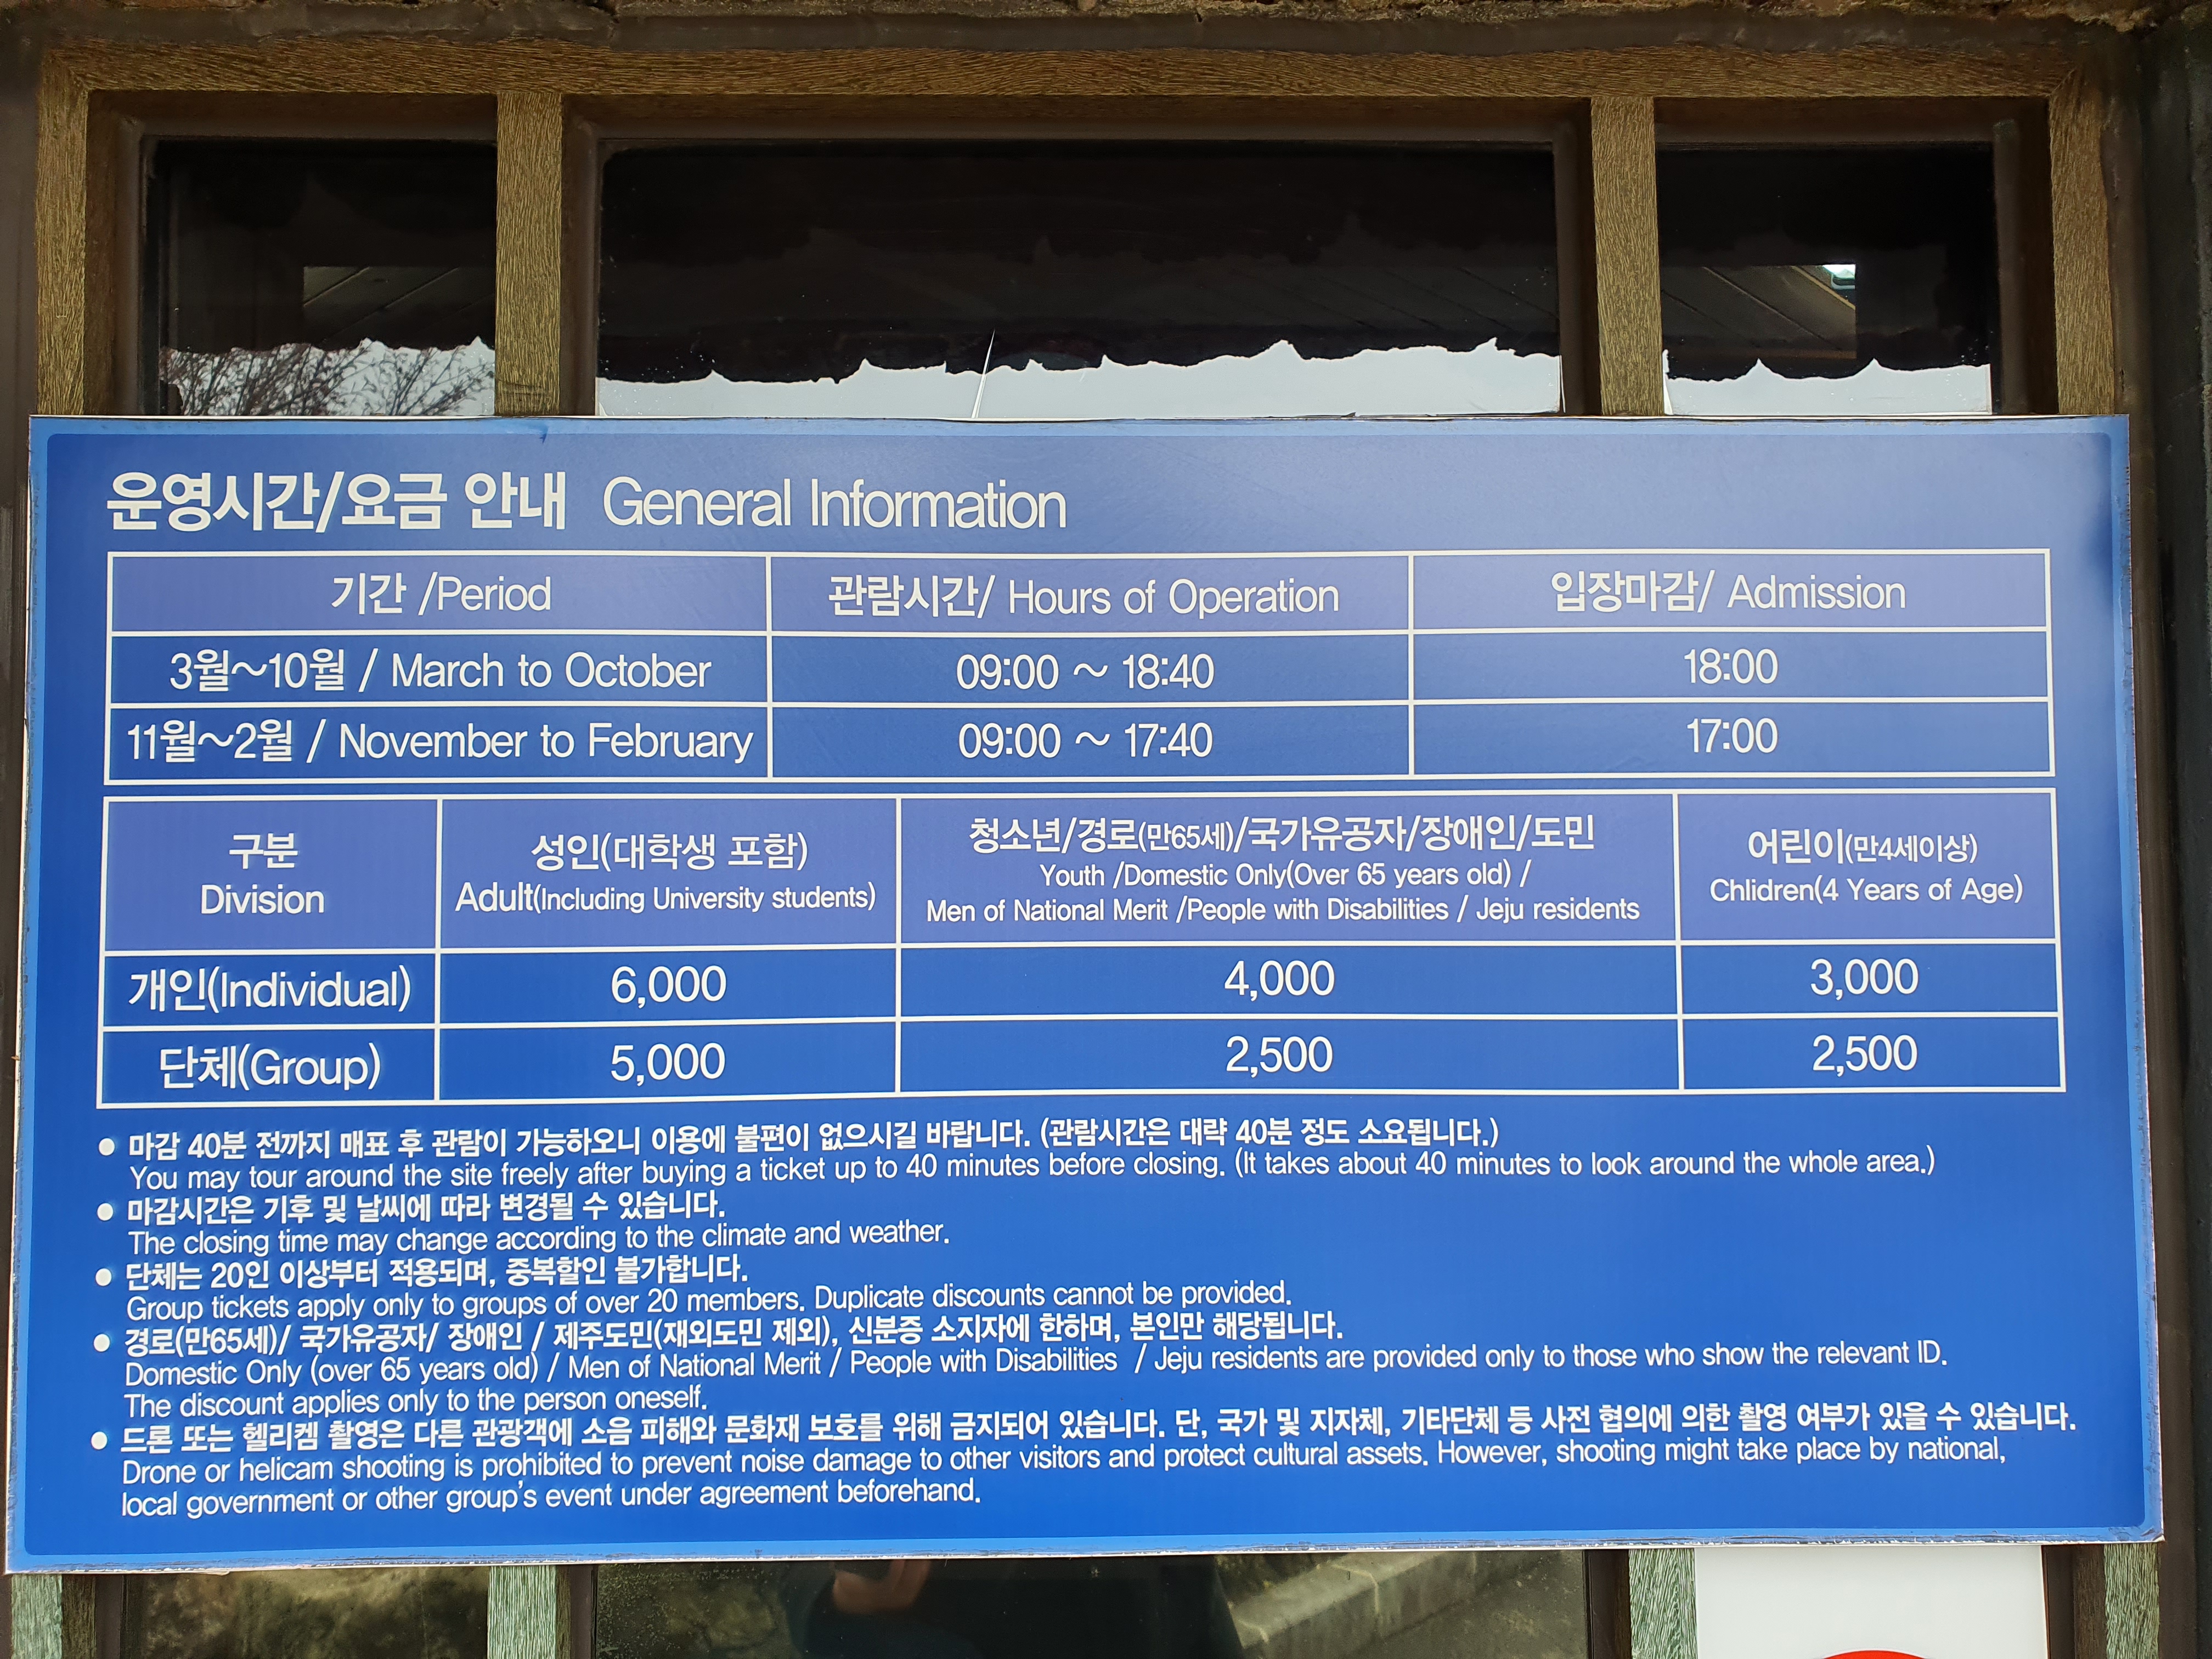 운영시간/요금 안내 General Information
기간 /Period 관람시간/ Hours of Operation 입장마감/ Admission
3월~10월 / March to October 09:00 ~ 18:40 18:00
11월~2월 / November to February 09:00 ~ 17:40 17:00
구분
Division
성인(대학생 포함)
Adult(Including University students)
청소년/경로(만65세)/국가유공자/장애인/도민
Youth /Domestic Only(Over 65 years old) /
Men of National Merit /People with Disabilities / Jeju residents
어린이(만4세이상)
Chlidren(4 Years of Age)
개인(Individual) 6,000 4,000 3,000
단체(Group) 5,000 2,500 2,500
● 마감 40분 전까지 매표 후 관람이 가능하오니 이용에 불편이 없으시길 바랍니다. (관람시간은 대략 40분 정도 소요됩니다.)
You may tour around the site freely after buying a ticket up to 40 minutes before closing. (It takes about 40 minutes to look around the whole area.)
● 마감시간은 기후 및 날씨에 따라 변경될 수 있습니다.
The closing time may change according to the climate and weather.
● 단체는 20인 이상부터 적용되며, 중복할인 불가합니다.
Group tickets apply only to groups of over 20 members. Duplicate discounts cannot be provided.
● 경로(만65세)/ 국가유공자/ 장애인 / 제주도민(재외도민 제외), 신분증 소지자에 한하며, 본인만 해당됩니다.
Domestic Only (over 65 years old) / Men of National Merit / People with Disabilities / Jeju residents are provided only to those who show the relevant ID.
The discount applies only to the person oneself.
● 드론 또는 헬리켐 촬영은 다른 관광객에 소음 피해와 문화재 보호를 위해 금지되어 있습니다. 단, 국가 및 지자체, 기타단체 등 사전 협의에 의한 촬영 여부가 있을 수 있습니다.
Drone or helicam shooting is prohibited to prevent noise damage to other visitors and protect cultural assets. However, shooting might take place by national,
local government or other group's event under agreement beforehand.